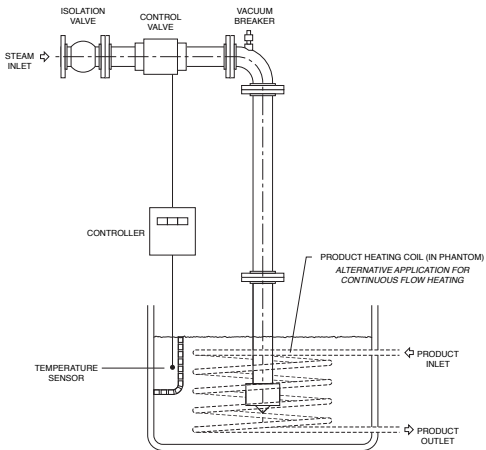 ISOLATION
VALVE
CONTROL
VALVE
VACUUM
BREAKER
STEAM
INLET
CONTROLLER
PRODUCT HEATING COIL (IN PHANTOM)
ALTERNATIVE APPLICATION FOR
CONTINUOUS FLOW HEATING
TEMPERATURE
SENSOR
PRODUCT
INLET
PRODUCT
OUTLET